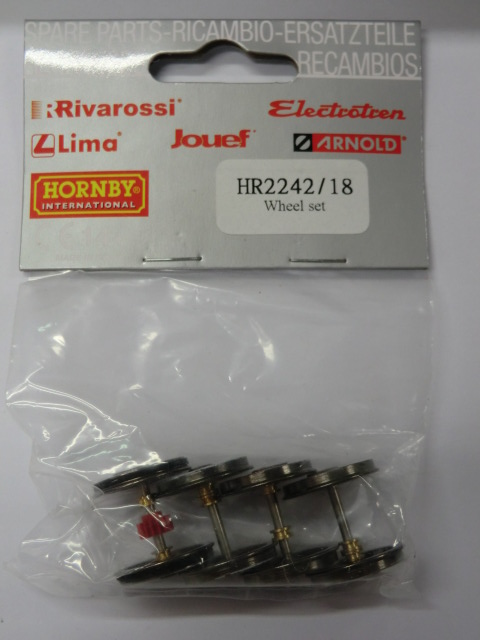 SPARE PARTS-RICAMBIO-ERSATZTEILE
RECAMBIOS
Rivarossi
Electrotren
Lima
Jouef
ARNOLD
HORNBY
INTERNATIONAL
HR2242/18
Wheel set